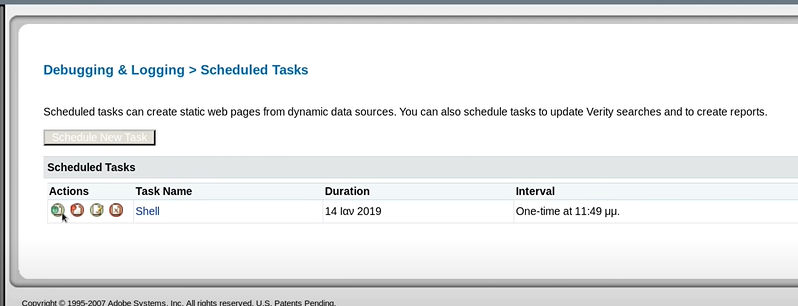 Debugging & Logging > Scheduled Tasks
Scheduled tasks can create static web pages from dynamic data sources. You can also schedule tasks to update Verity searches and to create reports.
Schedule New Task
Scheduled Tasks
Actions Task Name Duration Interval
Shell 14 Ιαν 2019 One-time at 11:49 μμ.
Copyright © 1995-2007 Adobe Systems, Inc. All rights reserved. U.S. Patents Pending.